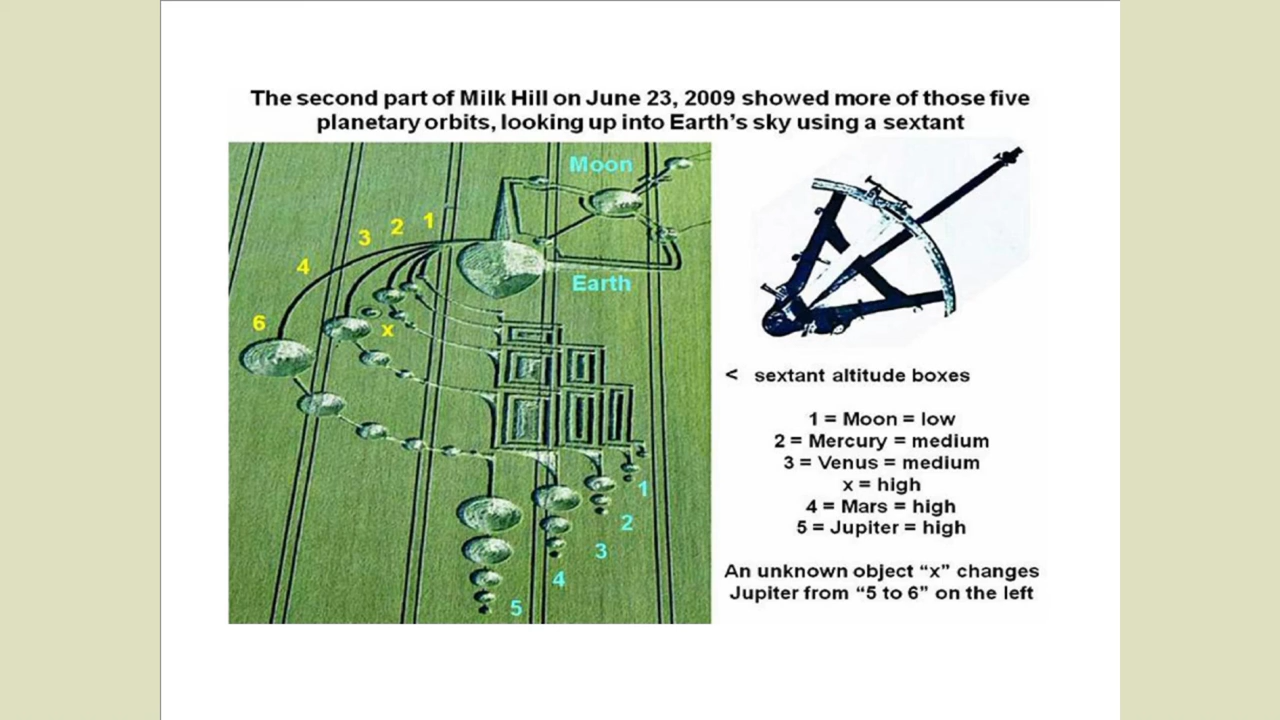 The second part of Milk Hill on June 23, 2009 showed more of those five
planetary orbits, looking up into Earth's sky using a sextant
Moon
1
2
3
4
Earth
6
x
1
2
3
4
5
< sextant altitude boxes
1 = Moon = low
2 = Mercury = medium
3 = Venus = medium
x = high
4 = Mars = high
5 = Jupiter = high
An unknown object “x” changes
Jupiter from “5 to 6” on the left